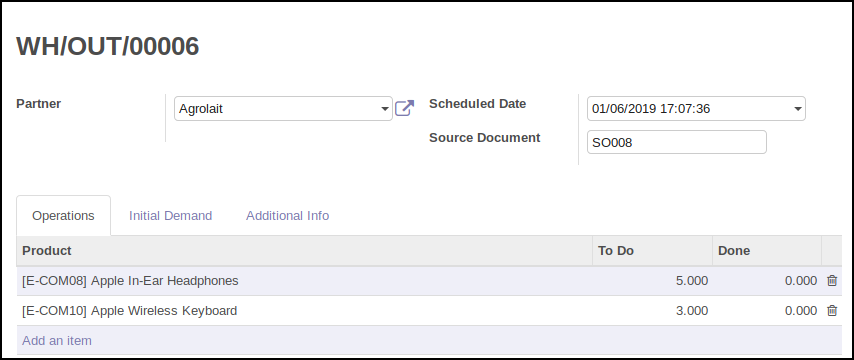 WH/OUT/00006
Partner Agrolait Scheduled Date 01/06/2019 17:07:36
Source Document SO008
Operations Initial Demand Additional Info
Product To Do Done
[E-COM08] Apple In-Ear Headphones 5.000 0.000
[E-COM10] Apple Wireless Keyboard 3.000 0.000
Add an item